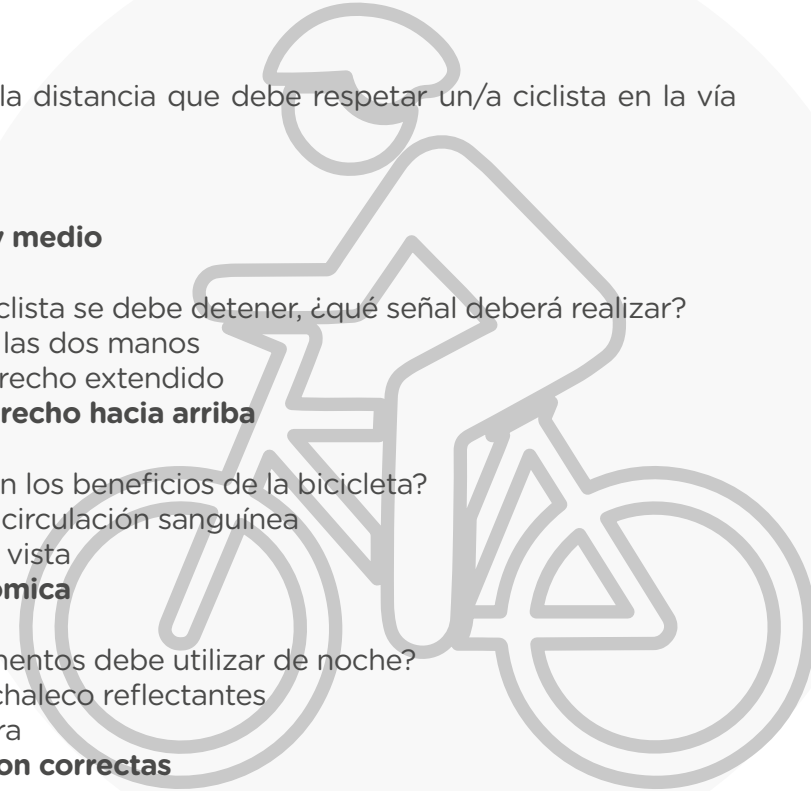 la distancia que debe respetar un/a ciclista en la vía
y medio
ciclista se debe detener, ¿qué señal deberá realizar?
las dos manos
recho extendido
recho hacia arriba
n los beneficios de la bicicleta?
circulación sanguínea
vista
ómica
mentos debe utilizar de noche?
chaleco reflectantes
ra
on correctas